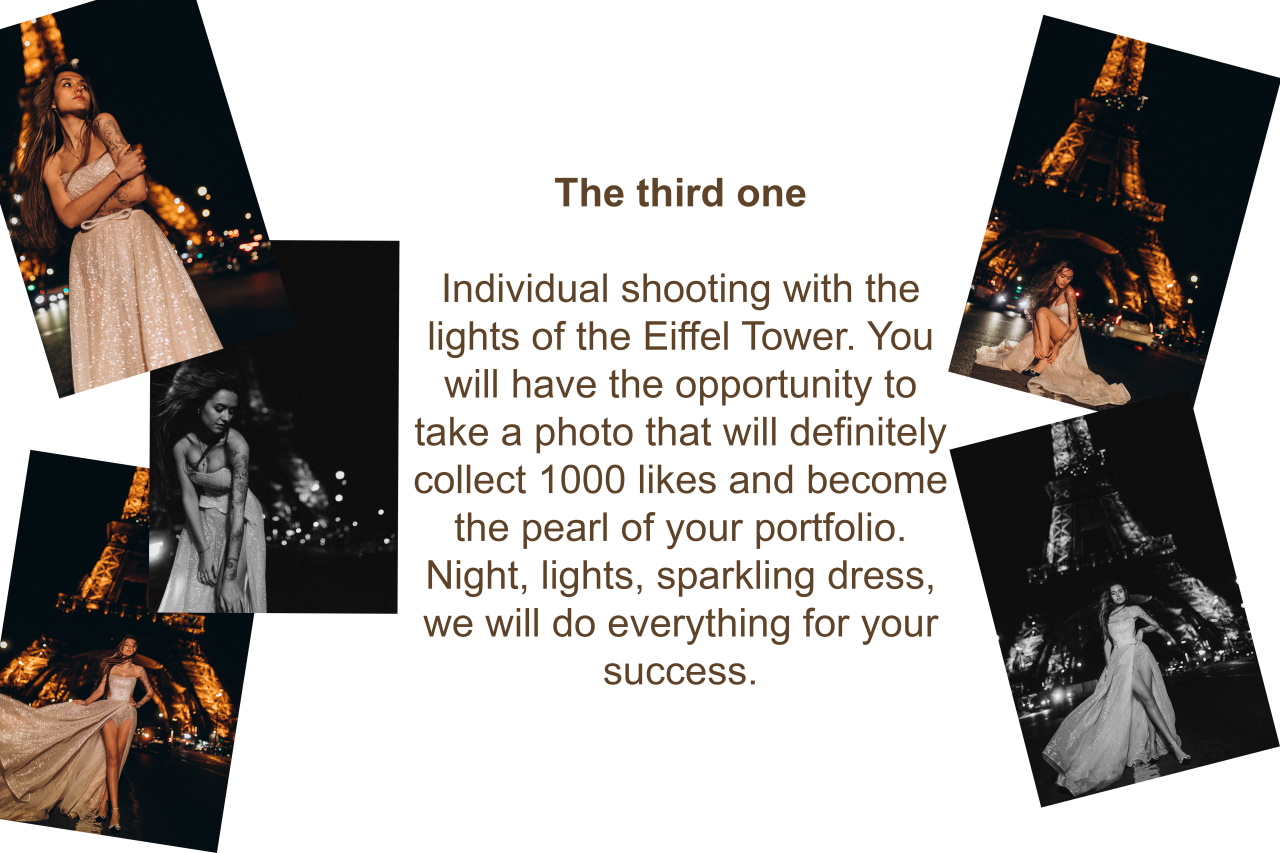 The third one
Individual shooting with the
lights of the Eiffel Tower. You
will have the opportunity to
take a photo that will definitely
collect 1000 likes and become
the pearl of your portfolio.
Night, lights, sparkling dress,
we will do everything for your
success.